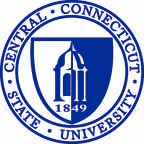 CENTRAL · CONNECTICUT
STATE · UNIVERSITY
1849